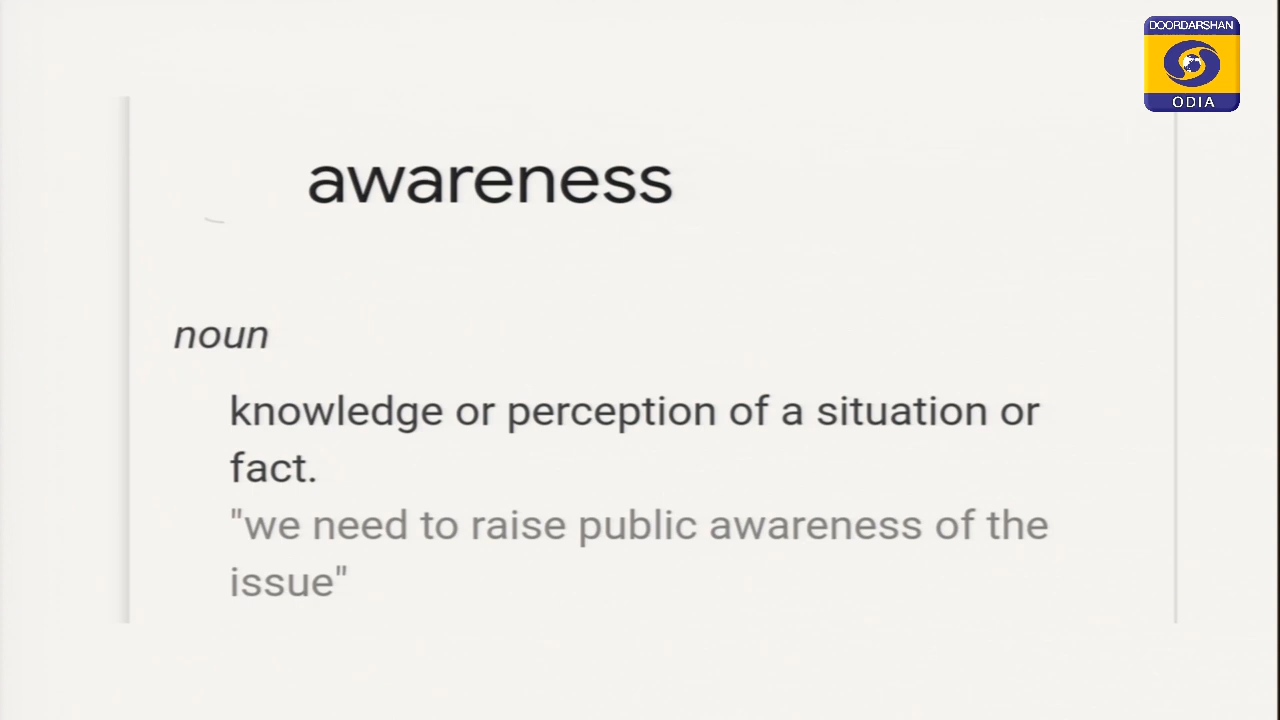 DOORDARSHAN
ODIA
awareness
noun
knowledge or perception of a situation or
fact.
"we need to raise public awareness of the
issue"